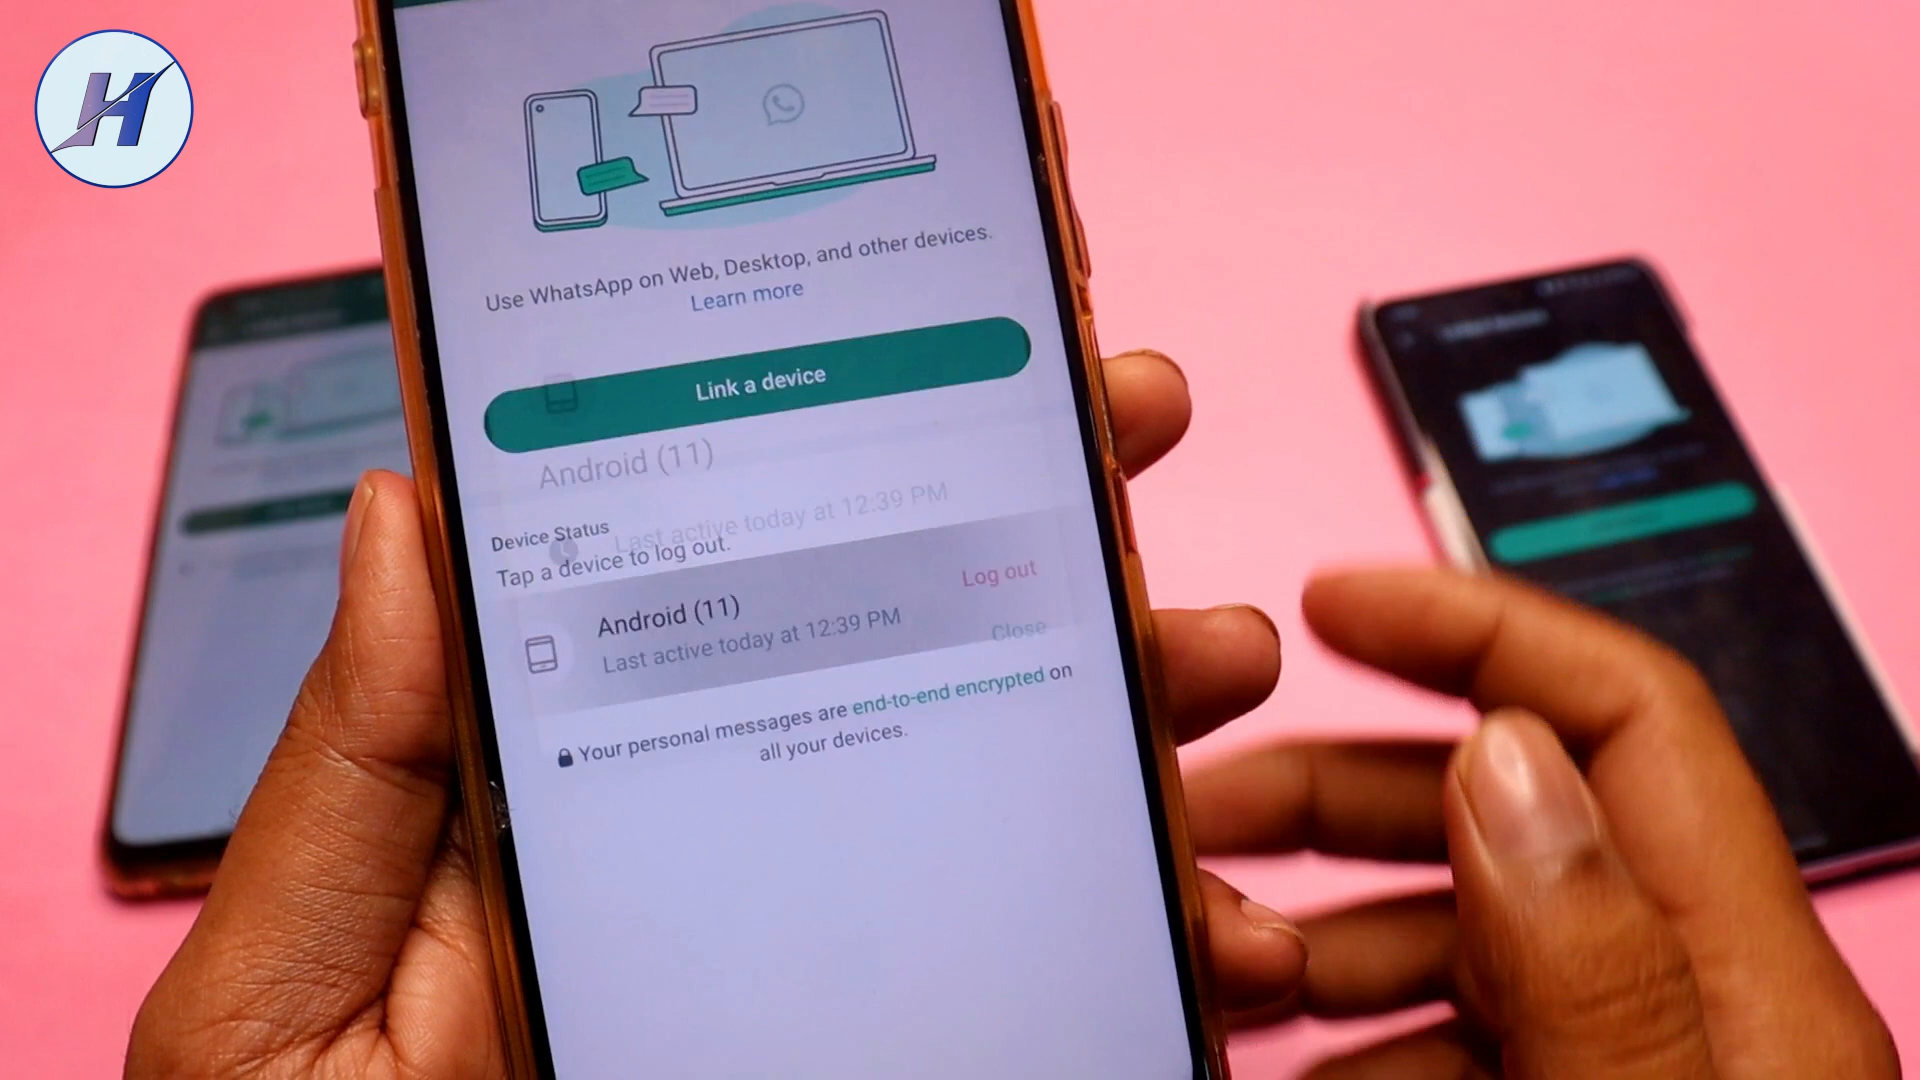 H
Use WhatsApp on Web, Desktop, and other devices.
Learn more
Link a device
Android (11)
Last active today at 12:39 PM
Device Status
Tap a device to log out.
Android (11)
Last active today at 12:39 PM
Log out
Close
Your personal messages are end-to-end encrypted on
all your devices.